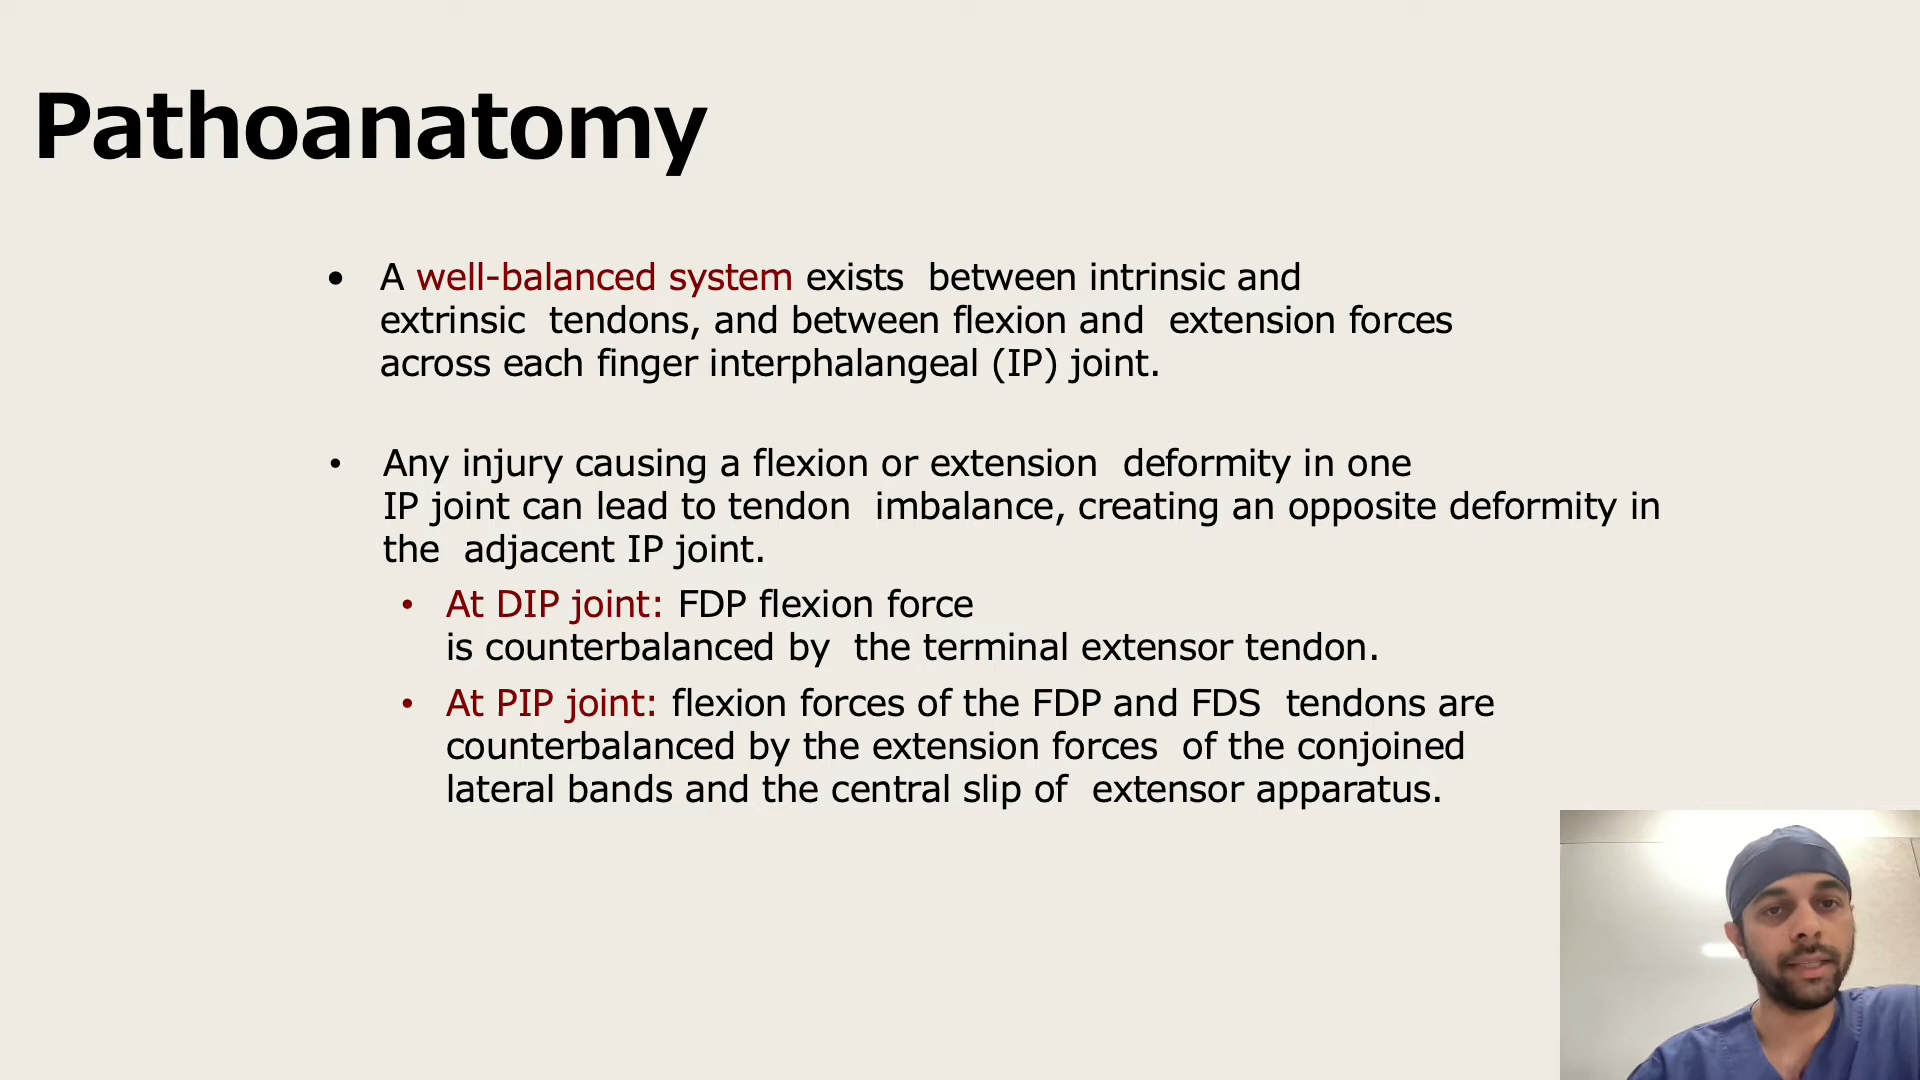 Pathoanatomy
• A well-balanced system exists between intrinsic and
extrinsic tendons, and between flexion and extension forces
across each finger interphalangeal (IP) joint.
• Any injury causing a flexion or extension deformity in one
IP joint can lead to tendon imbalance, creating an opposite deformity in
the adjacent IP joint.
• At DIP joint: FDP flexion force
is counterbalanced by the terminal extensor tendon.
• At PIP joint: flexion forces of the FDP and FDS tendons are
counterbalanced by the extension forces of the conjoined
lateral bands and the central slip of extensor apparatus.